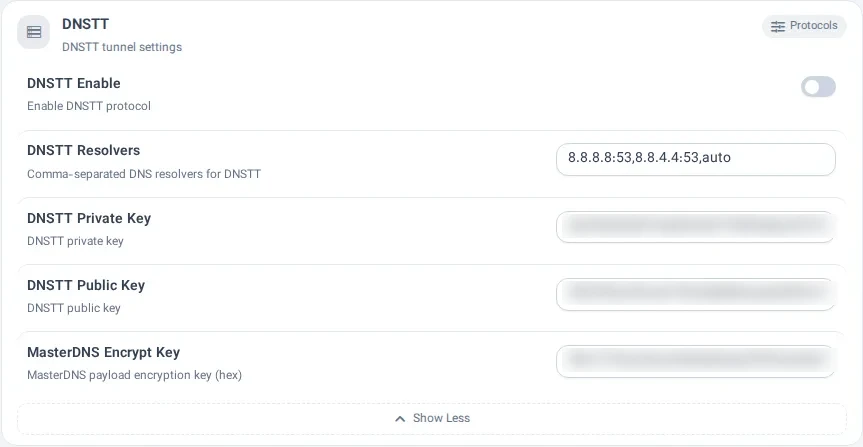 DNSTT
DNSTT tunnel settings
Protocols
DNSTT Enable
Enable DNSTT protocol
DNSTT Resolvers
Comma-separated DNS resolvers for DNSTT
8.8.8.8:53,8.8.4.4:53,auto
DNSTT Private Key
DNSTT private key
DNSTT Public Key
DNSTT public key
MasterDNS Encrypt Key
MasterDNS payload encryption key (hex)
Show Less